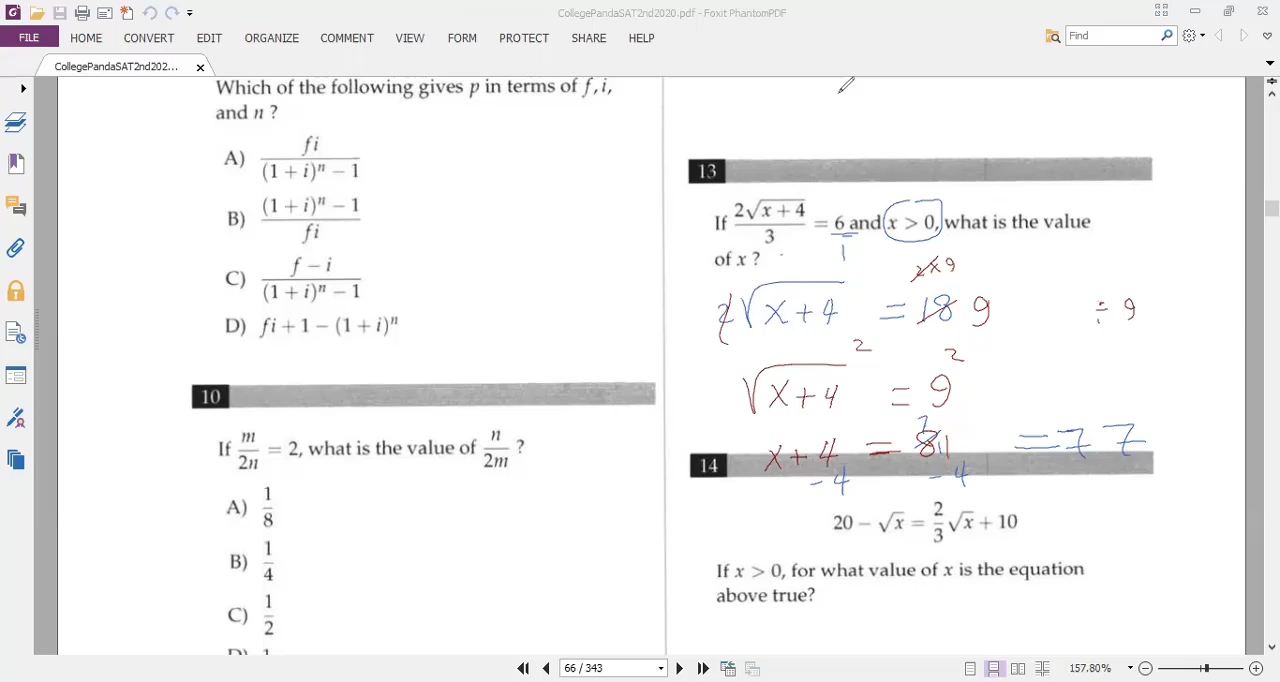 CollegePandaSAT2nd2020.pdf - Foxit PhantomPDF
FILE HOME CONVERT EDIT ORGANIZE COMMENT VIEW FORM PROTECT SHARE HELP
Find
CollegePandaSAT2nd202... x
Which of the following gives p in terms of f, i,
and n ?
A) fi / (1 + i)^n − 1
B) (1 + i)^n − 1 / fi
C) f − i / (1 + i)^n − 1
D) fi + 1 − (1 + i)^n
10
If m/2n = 2, what is the value of n/2m ?
A) 1/8
B) 1/4
C) 1/2
13
If 2√(x + 4) / 3 = 6 and x > 0, what is the value
1
of x ?
2 x 9
2√(x+4) = 18 9 ÷ 9
√(x+4)^2 = 9^2
7
x+4 = 81 = 77
-4 -4
14
20 − √x = 2/3 √x + 10
If x > 0, for what value of x is the equation
above true?
66 / 343
157.80%